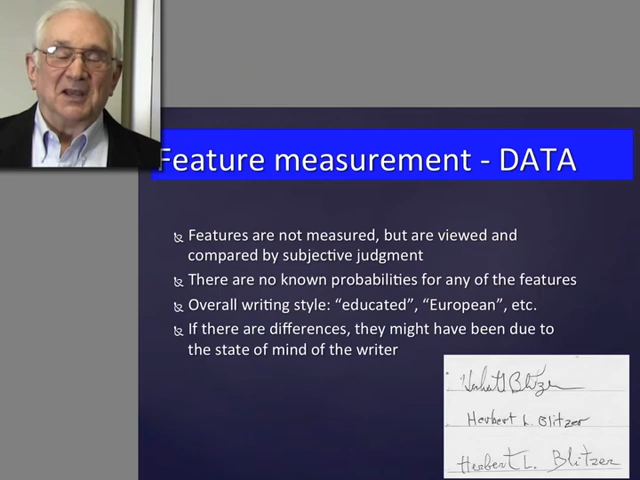 Feature measurement - DATA
Features are not measured, but are viewed and
compared by subjective judgment
There are no known probabilities for any of the features
Overall writing style: “educated”, “European”, etc.
If there are differences, they might have been due to
the state of mind of the writer
Herbert Blitzer
Herbert L. Blitzer
Herbert L. Blitzer